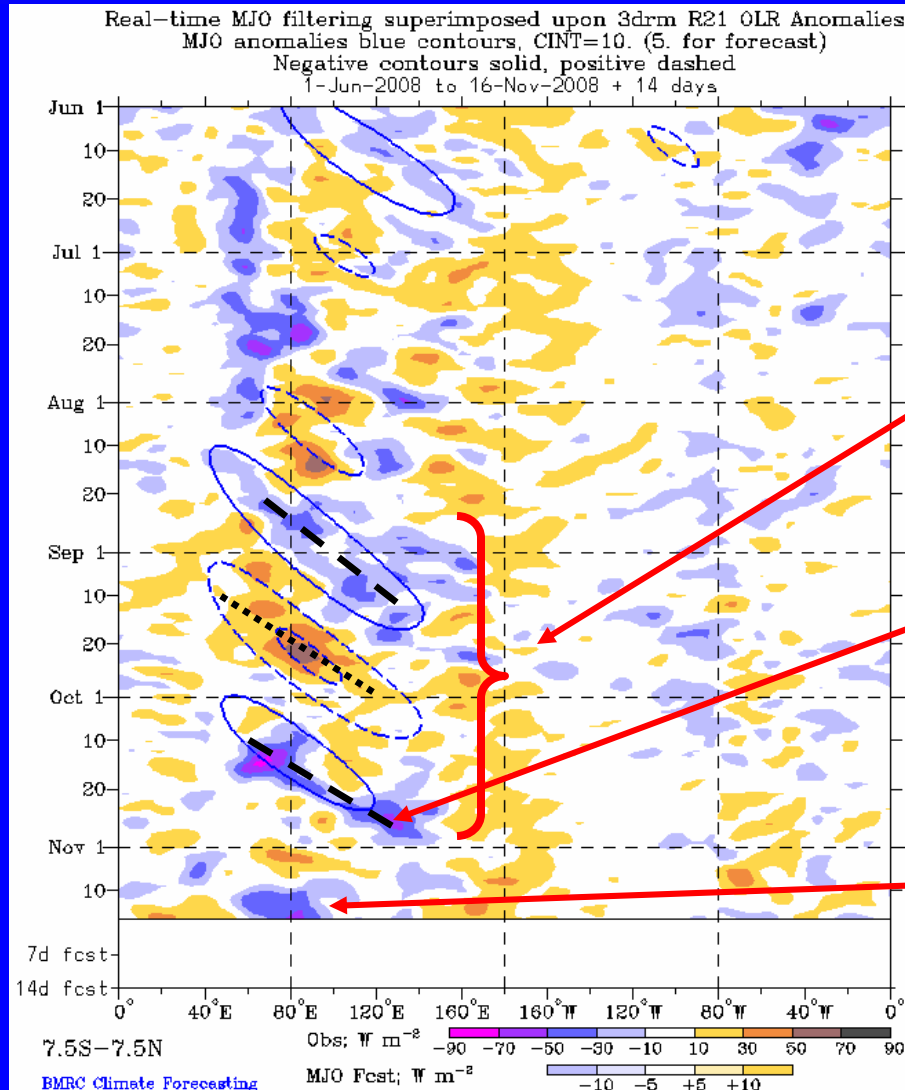 Real-time MJO filtering superimposed upon 3drm R21 OLR Anomalies
MJO anomalies blue contours, CINT=10. (5. for forecast)
Negative contours solid, positive dashed
1-Jun-2008 to 16-Nov-2008 + 14 days
Jun 1
10
20
Jul 1
10
20
Aug 1
10
20
Sep 1
10
20
Oct 1
10
20
Nov 1
10
7d fcst
14d fcst
0° 40°E 80°E 120°E 160°E 160°W 120°W 80°W 40°W 0°
7.5S-7.5N
Obs; W m⁻²
-90 -70 -50 -30 -10 10 30 50 70 90
MJO Fcst; W m⁻²
-10 -5 +5 +10
BMRC Climate Forecasting